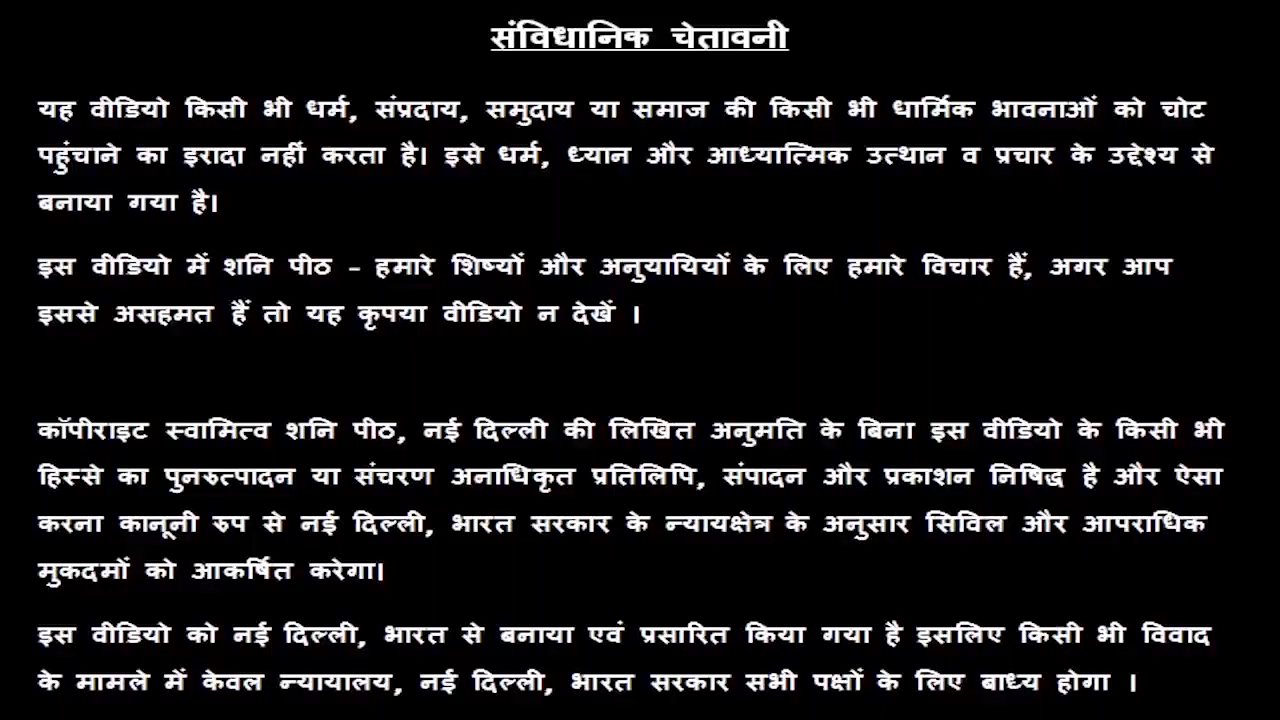 संविधानिक चेतावनी
यह वीडियो किसी भी धर्म, संप्रदाय, समुदाय या समाज की किसी भी धार्मिक भावनाओं को चोट
पहुंचाने का इरादा नहीं करता है। इसे धर्म, ध्यान और आध्यात्मिक उत्थान व प्रचार के उद्देश्य से
बनाया गया है।
इस वीडियो में शनि पीठ - हमारे शिष्यों और अनुयायियों के लिए हमारे विचार हैं, अगर आप
इससे असहमत हैं तो यह कृपया वीडियो न देखें ।
कॉपीराइट स्वामित्व शनि पीठ, नई दिल्ली की लिखित अनुमति के बिना इस वीडियो के किसी भी
हिस्से का पुनरुत्पादन या संचरण अनाधिकृत प्रतिलिपि, संपादन और प्रकाशन निषिद्ध है और ऐसा
करना कानूनी रुप से नई दिल्ली, भारत सरकार के न्यायक्षेत्र के अनुसार सिविल और आपराधिक
मुकदमों को आकर्षित करेगा।
इस वीडियो को नई दिल्ली, भारत से बनाया एवं प्रसारित किया गया है इसलिए किसी भी विवाद
के मामले में केवल न्यायालय, नई दिल्ली, भारत सरकार सभी पक्षों के लिए बाध्य होगा ।